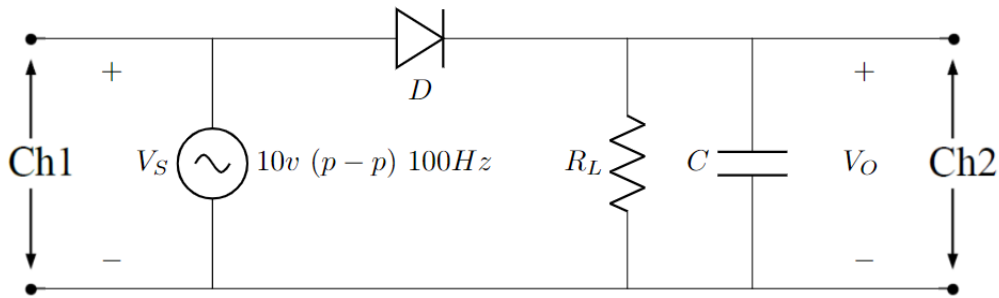 D
+
+
Ch1
V_S
10v (p − p) 100Hz
R_L
C
V_O
Ch2
−
−